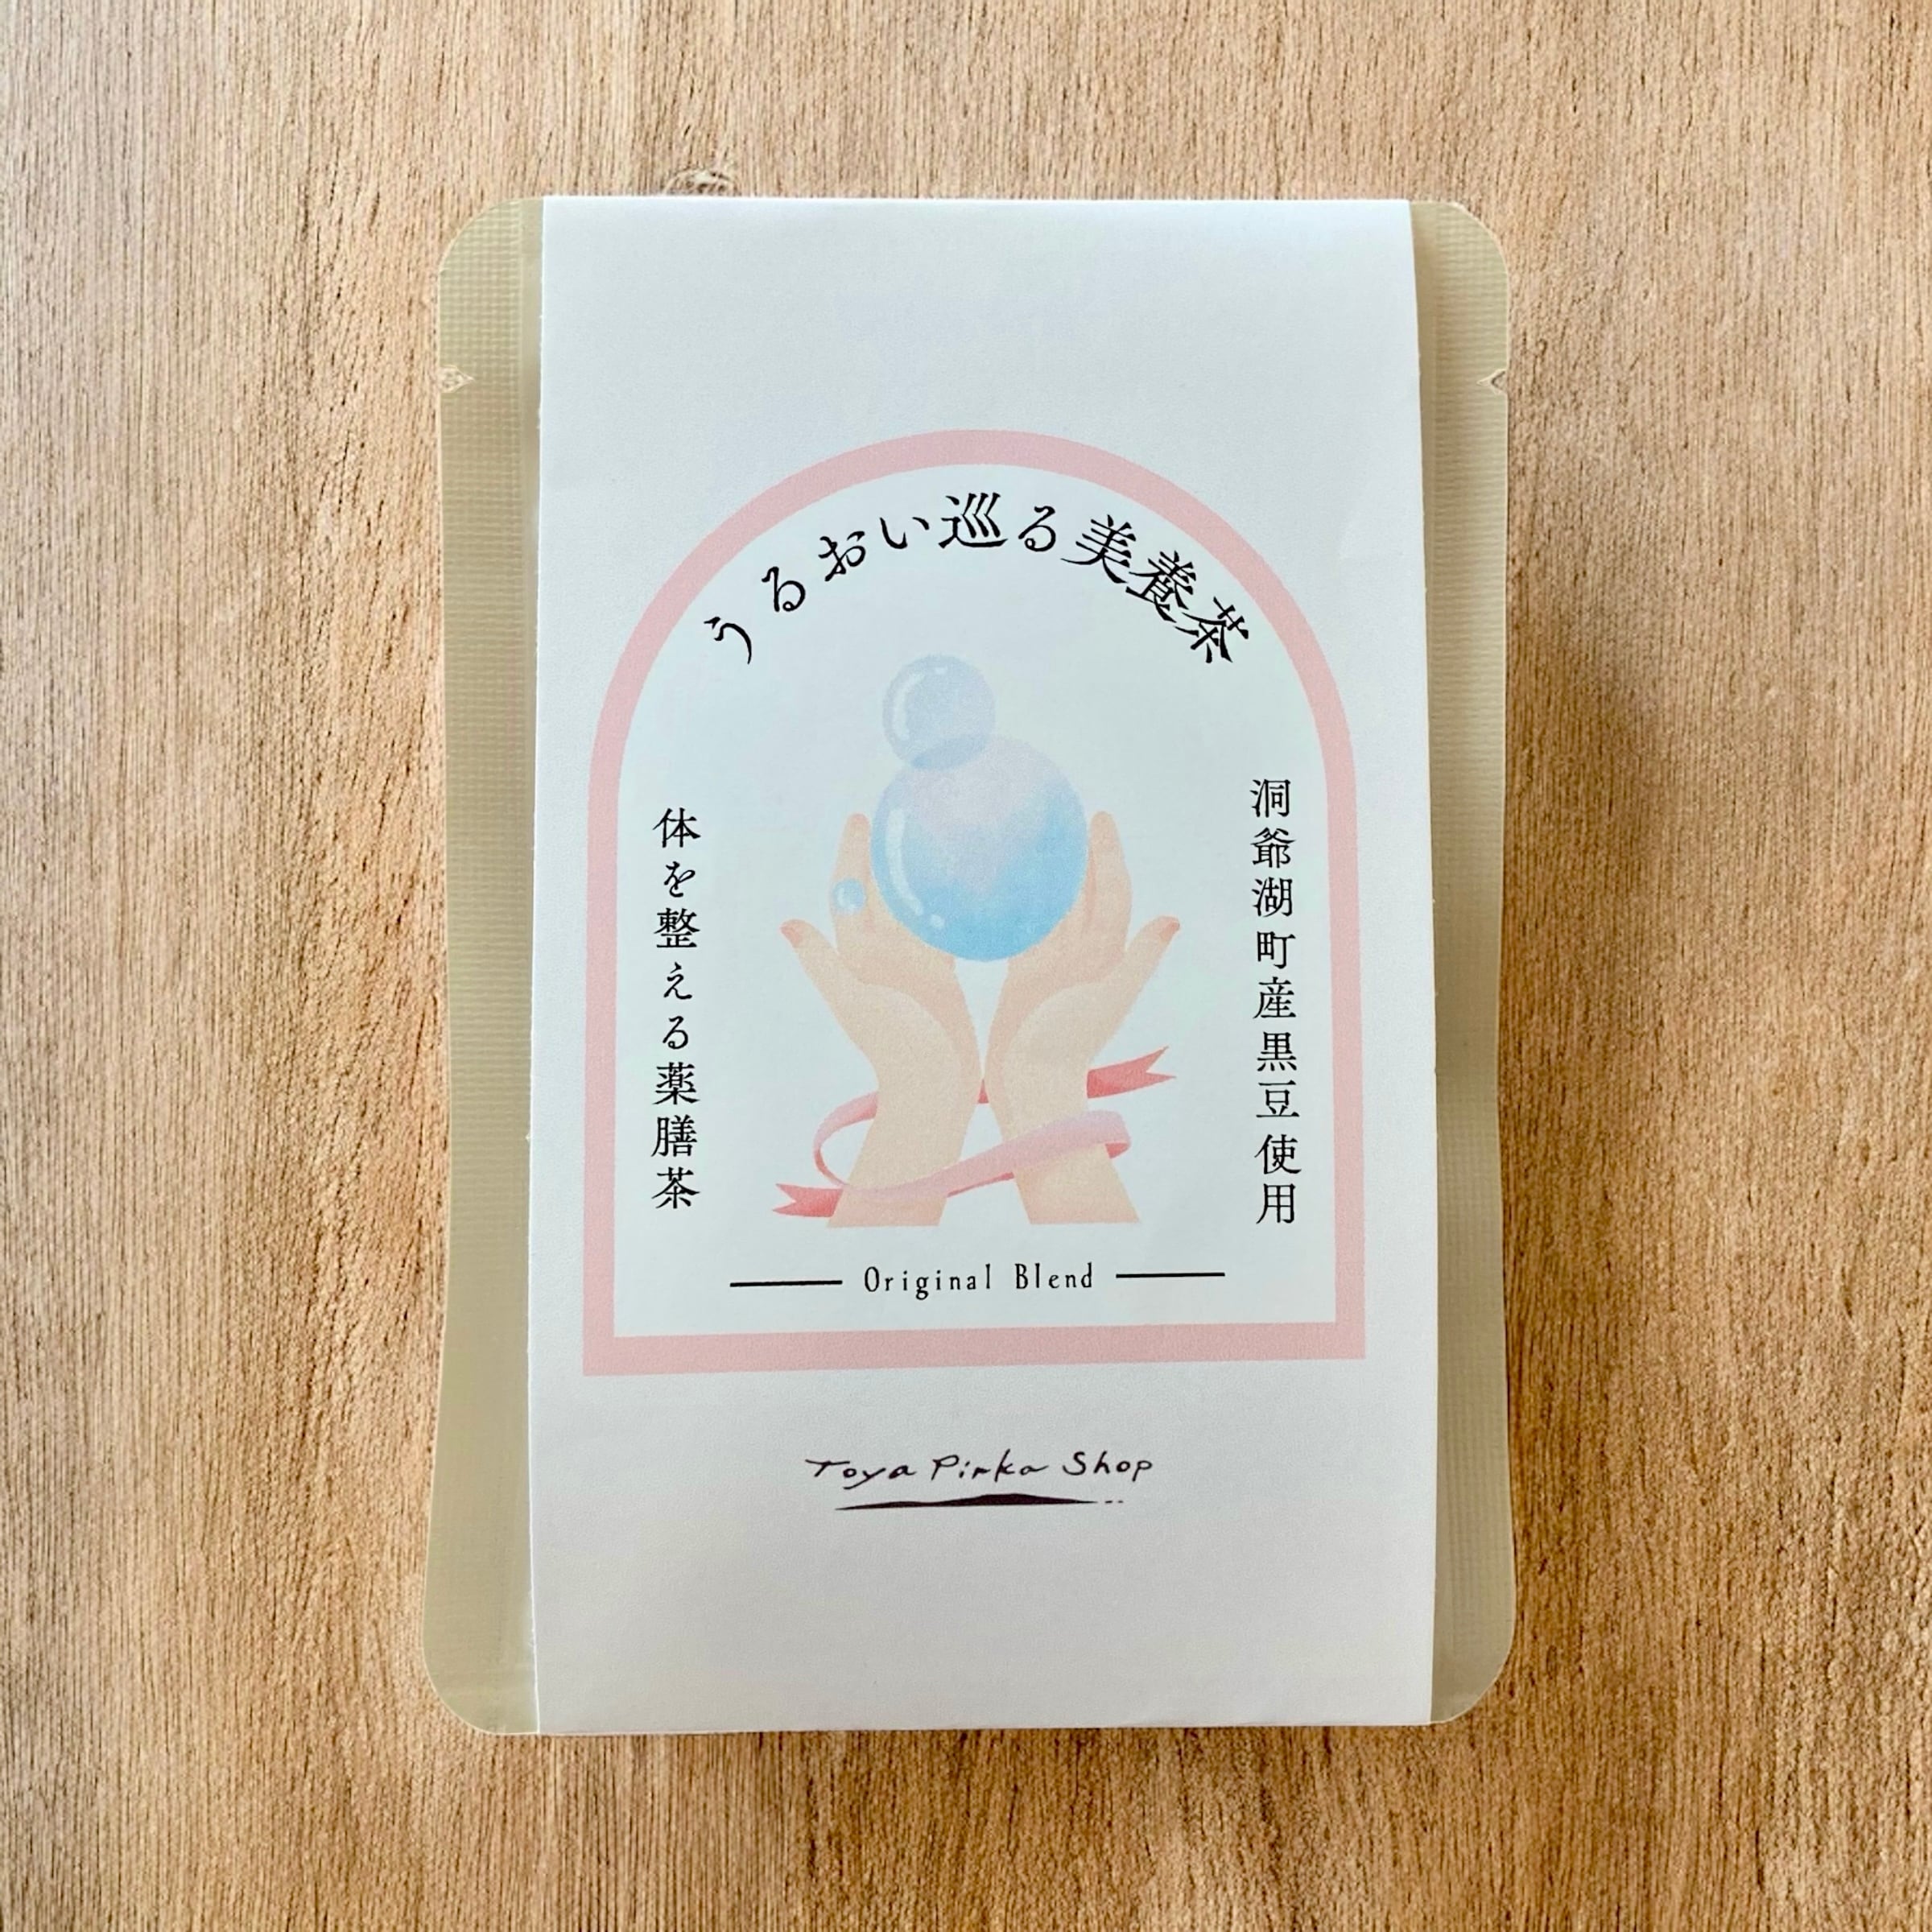 うるおい巡る美養茶
洞爺湖町産黒豆使用
体を整える薬膳茶
Original Blend
Toya Pirka Shop